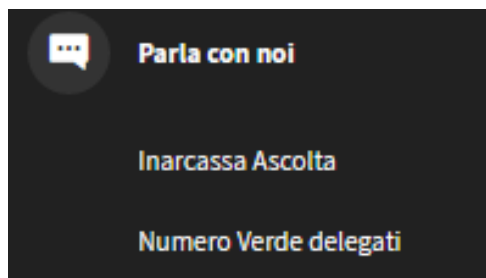 Parla con noi
Inarcassa Ascolta
Numero Verde delegati